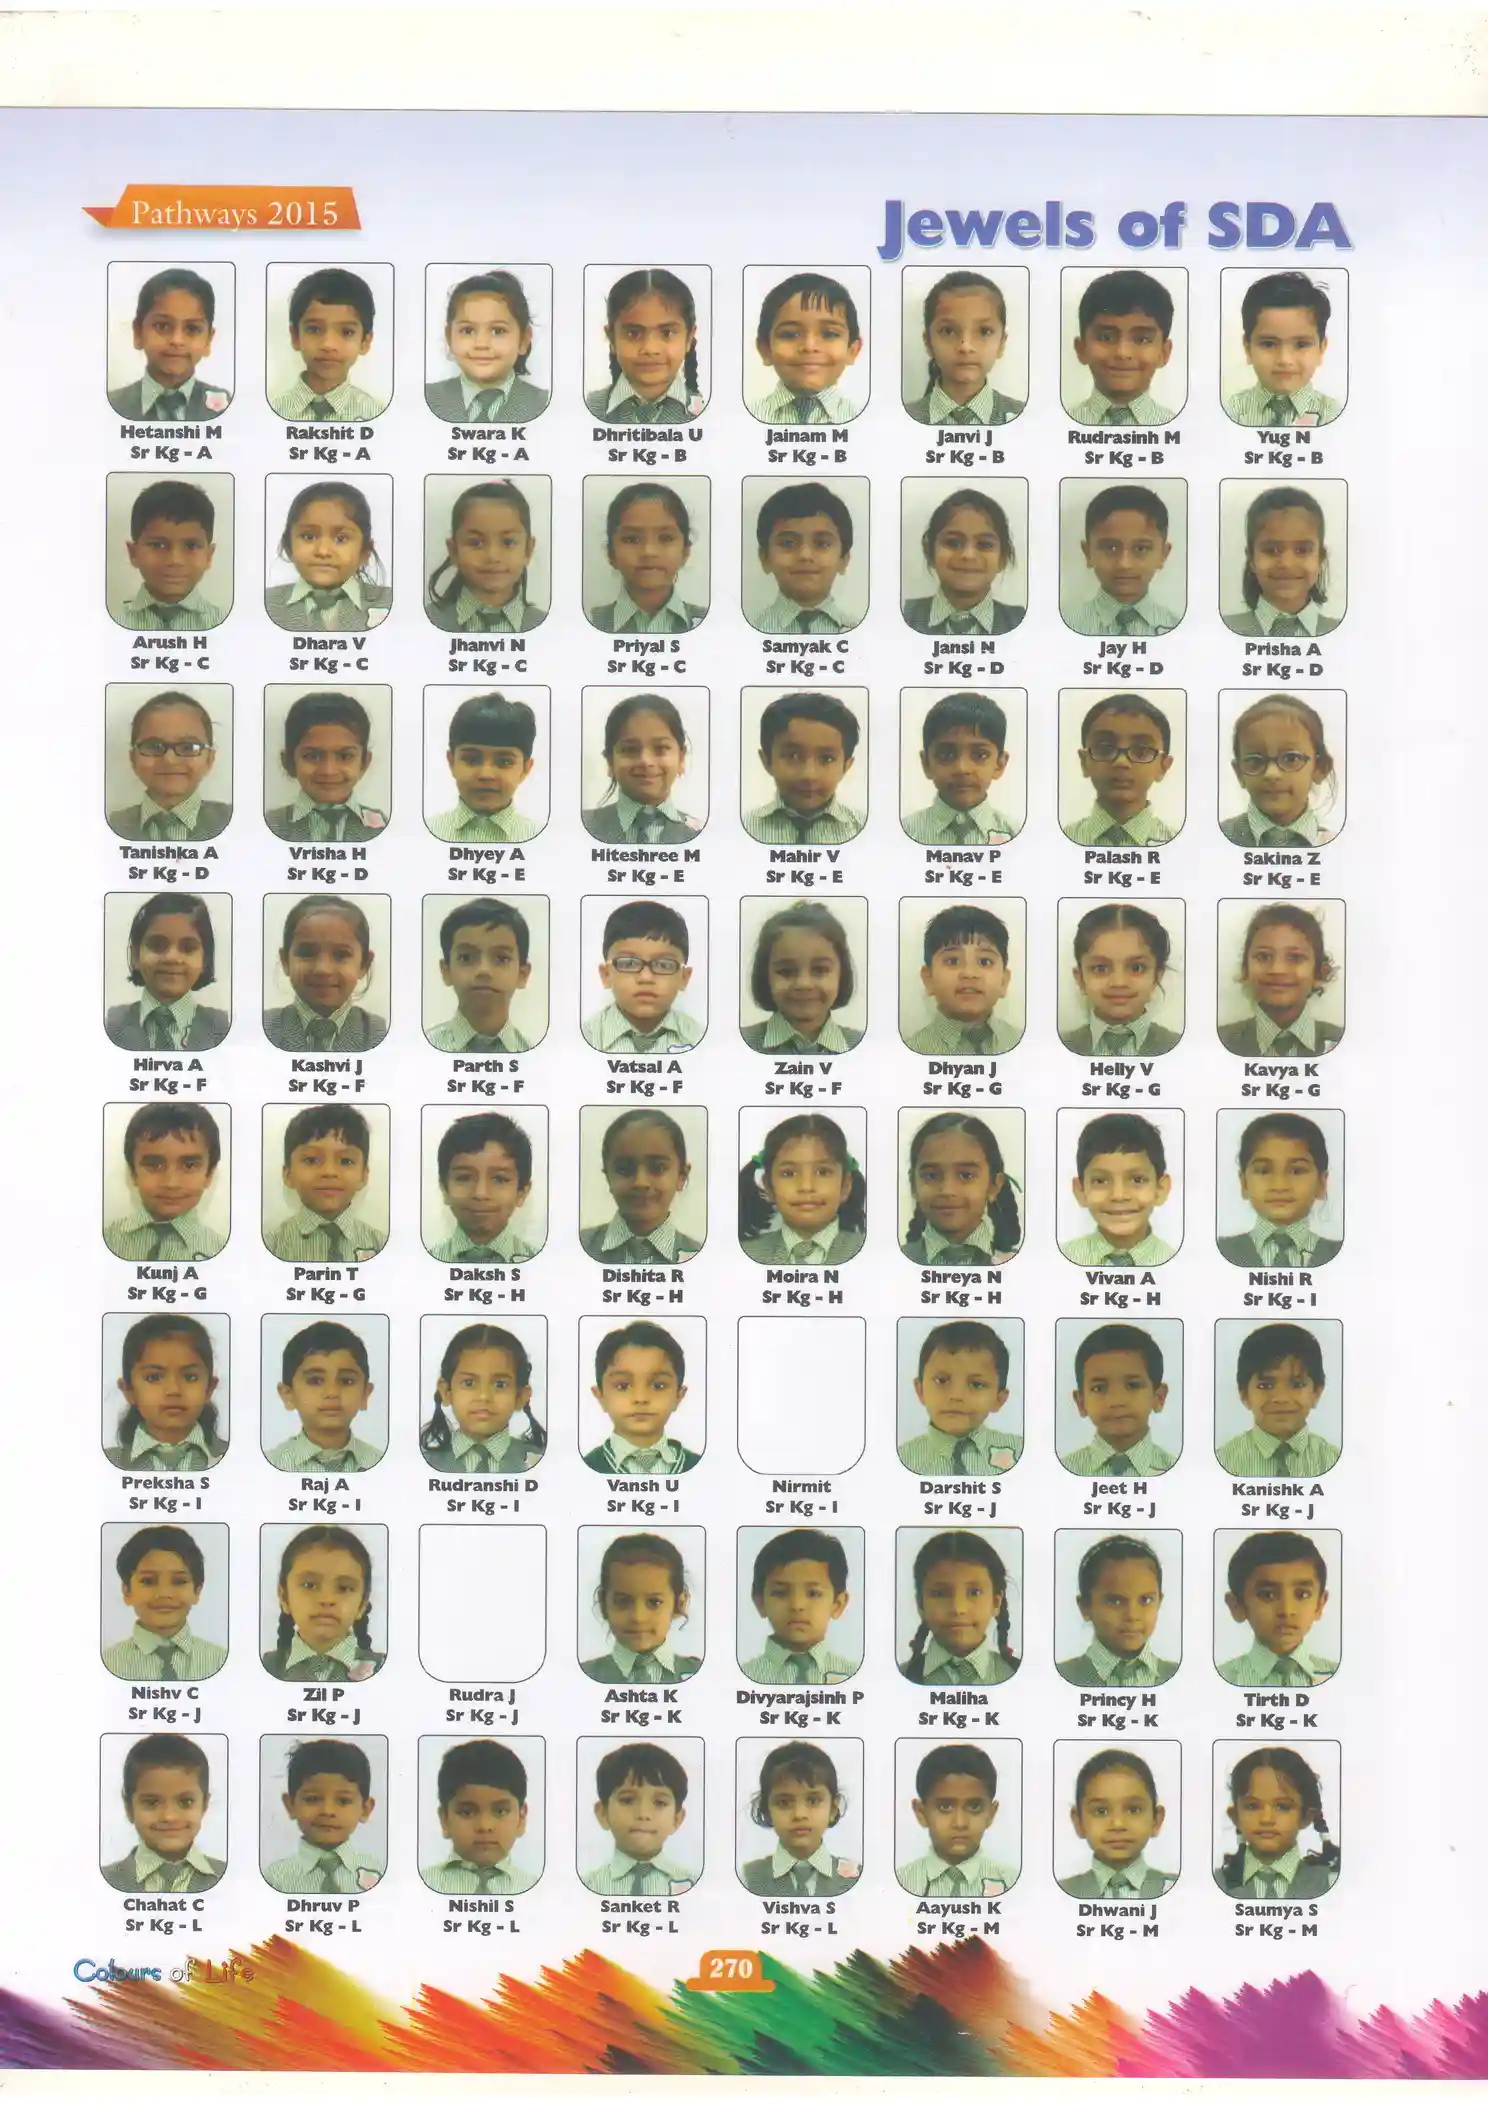 Pathways 2015
Jewels of SDA
Hetanshi M Rakshit D Swara K Dhritibala U Jainam M Janvi J Rudrasinh M Yug N
Sr Kg - A Sr Kg - A Sr Kg - A Sr Kg - B Sr Kg - B Sr Kg - B Sr Kg - B Sr Kg - B
Arush H Dhara V Jhanvi N Priyal S Samyak C Jansi N Jay H Prisha A
Sr Kg - C Sr Kg - C Sr Kg - C Sr Kg - C Sr Kg - C Sr Kg - D Sr Kg - D Sr Kg - D
Tanishka A Vrisha H Dhyey A Hiteshree M Mahir V Manav P Palash R Sakina Z
Sr Kg - D Sr Kg - D Sr Kg - E Sr Kg - E Sr Kg - E Sr Kg - E Sr Kg - E Sr Kg - E
Hirva A Kashvi J Parth S Vatsal A Zain V Dhyan J Helly V Kavya K
Sr Kg - F Sr Kg - F Sr Kg - F Sr Kg - F Sr Kg - F Sr Kg - G Sr Kg - G Sr Kg - G
Kunj A Parin T Daksh S Dishita R Moira N Shreya N Vivan A Nishi R
Sr Kg - G Sr Kg - G Sr Kg - H Sr Kg - H Sr Kg - H Sr Kg - H Sr Kg - H Sr Kg - I
Preksha S Raj A Rudranshi D Vansh U Nirmit Darshit S Jeet H Kanishk A
Sr Kg - I Sr Kg - I Sr Kg - I Sr Kg - I Sr Kg - I Sr Kg - J Sr Kg - J Sr Kg - J
Nishv C Zil P Rudra J Ashta K Divyarajsinh P Maliha Princy H Tirth D
Sr Kg - J Sr Kg - J Sr Kg - J Sr Kg - K Sr Kg - K Sr Kg - K Sr Kg - K Sr Kg - K
Chahat C Dhruv P Nishil S Sanket R Vishva S Aayush K Dhwani J Saumya S
Sr Kg - L Sr Kg - L Sr Kg - L Sr Kg - L Sr Kg - L Sr Kg - M Sr Kg - M Sr Kg - M
Colours of Life
270